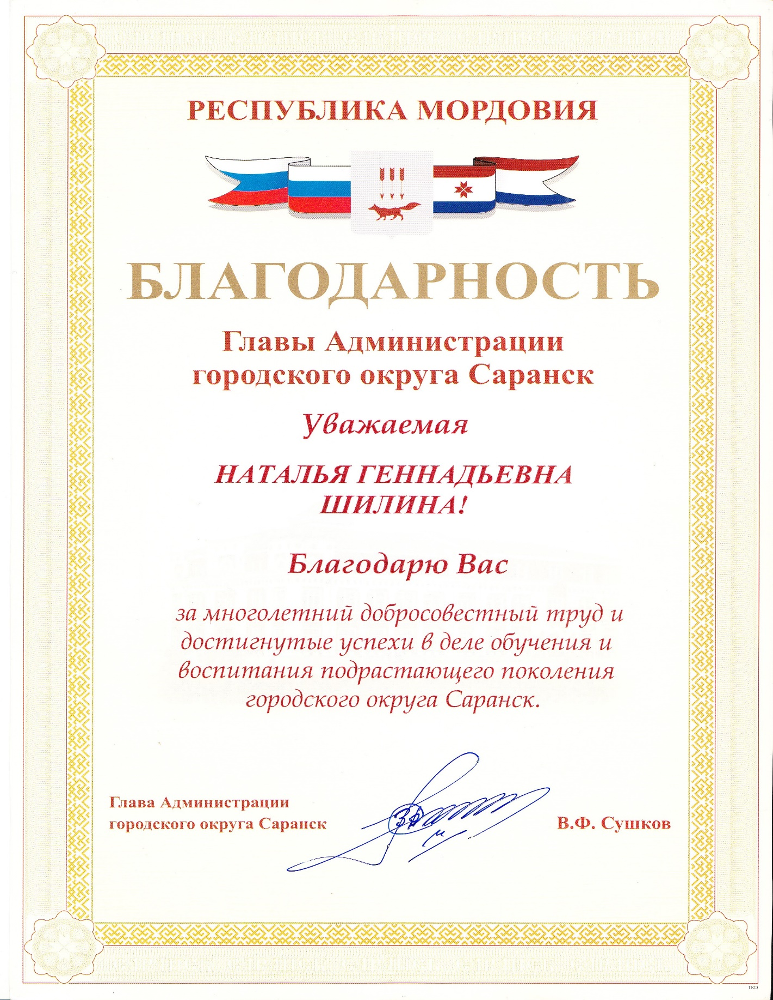 РЕСПУБЛИКА МОРДОВИЯ
БЛАГОДАРНОСТЬ
Главы Администрации
городского округа Саранск
Уважаемая
НАТАЛЬЯ ГЕННАДЬЕВНА
ШИЛИНА!
Благодарю Вас
за многолетний добросовестный труд и
достигнутые успехи в деле обучения и
воспитания подрастающего поколения
городского округа Саранск.
Глава Администрации
городского округа Саранск
В.Ф. Сушков
ТКО